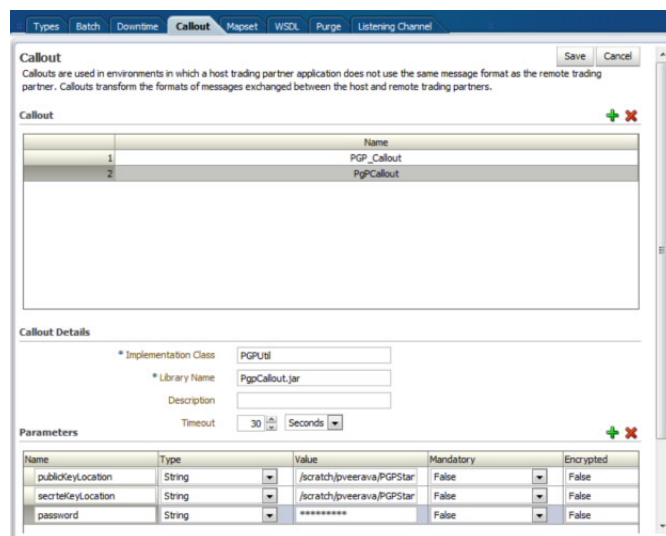 Types Batch Downtime Callout Mapset WSDL Purge Listening Channel
Callout Save Cancel
Callouts are used in environments in which a host trading partner application does not use the same message format as the remote trading
partner. Callouts transform the formats of messages exchanged between the host and remote trading partners.
Callout
Name
1 PGP_Callout
2 PgPCallout
Callout Details
* Implementation Class PGPUtil
* Library Name PgpCallout.jar
Description
Timeout 30 Seconds
Parameters
Name Type Value Mandatory Encrypted
publicKeyLocation String /scratch/pveerava/PGPStar False False
secrteKeyLocation String /scratch/pveerava/PGPStar False False
password String ********* False False